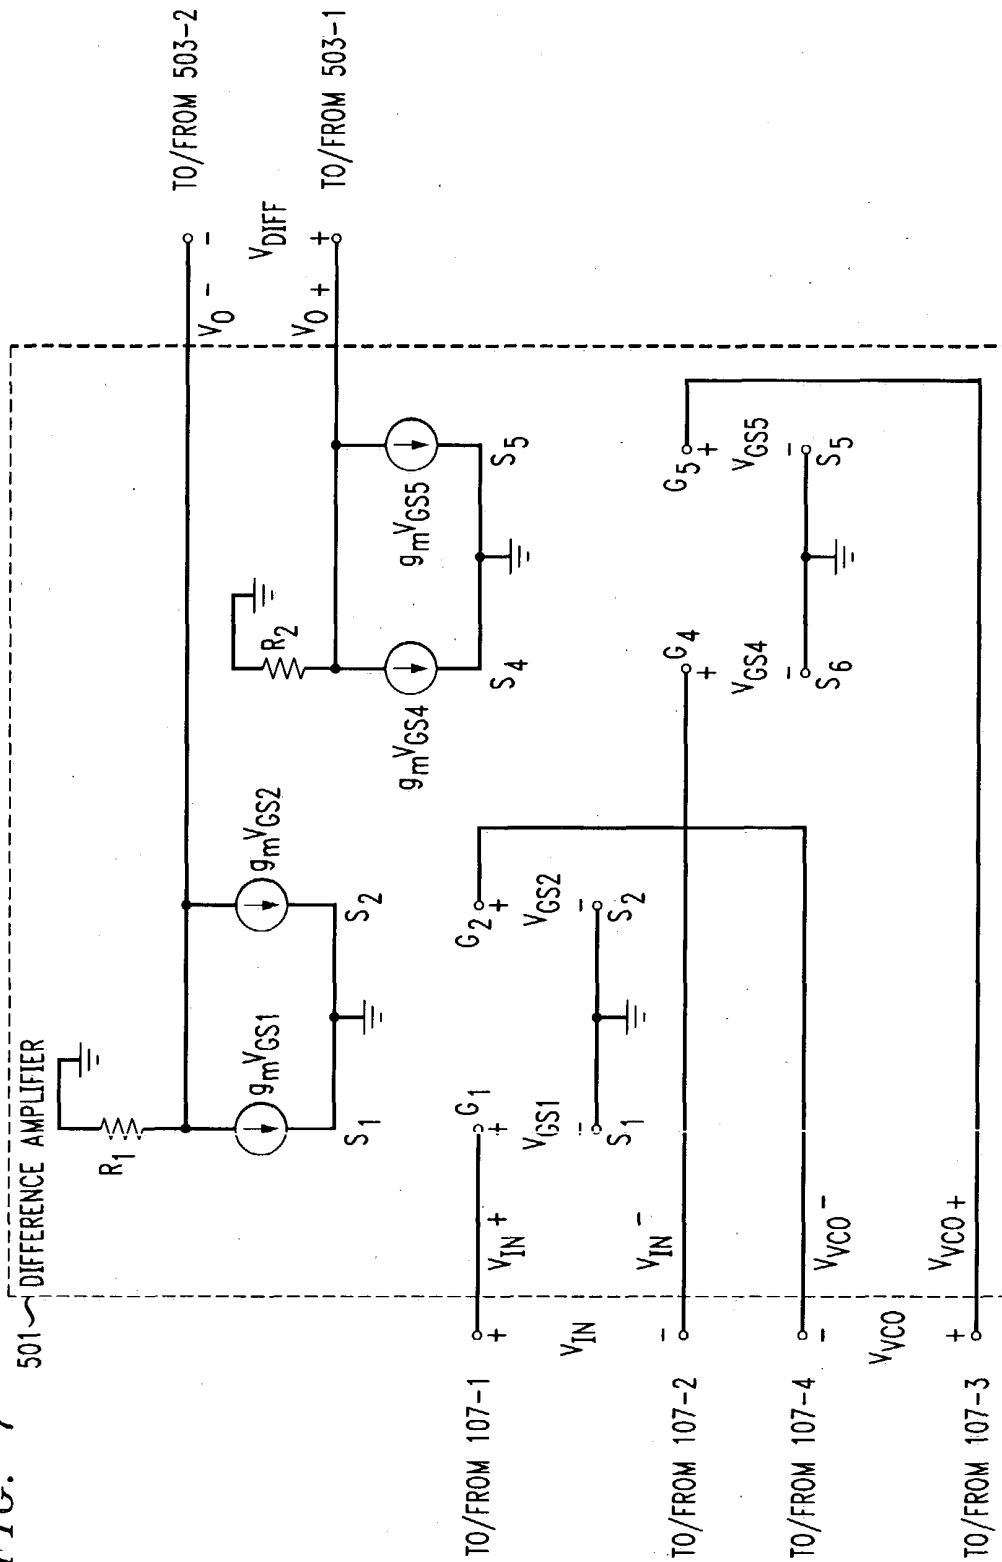 FIG. 7
501 DIFFERENCE AMPLIFIER
R1
gmVGS1
gmVGS2
S1
S2
R2
gmVGS4
gmVGS5
S4
S5
VO -
-
TO/FROM 503-2
VDIFF
VO +
+
TO/FROM 503-1
TO/FROM 107-1
+
VIN
VIN +
G1
+
VGS1
-
S1
G2
+
VGS2
-
S2
TO/FROM 107-2
-
VIN -
G4
+
VGS4
-
S6
G5
+
VGS5
-
S5
TO/FROM 107-4
-
VVCO -
VVCO
TO/FROM 107-3
+
VVCO +